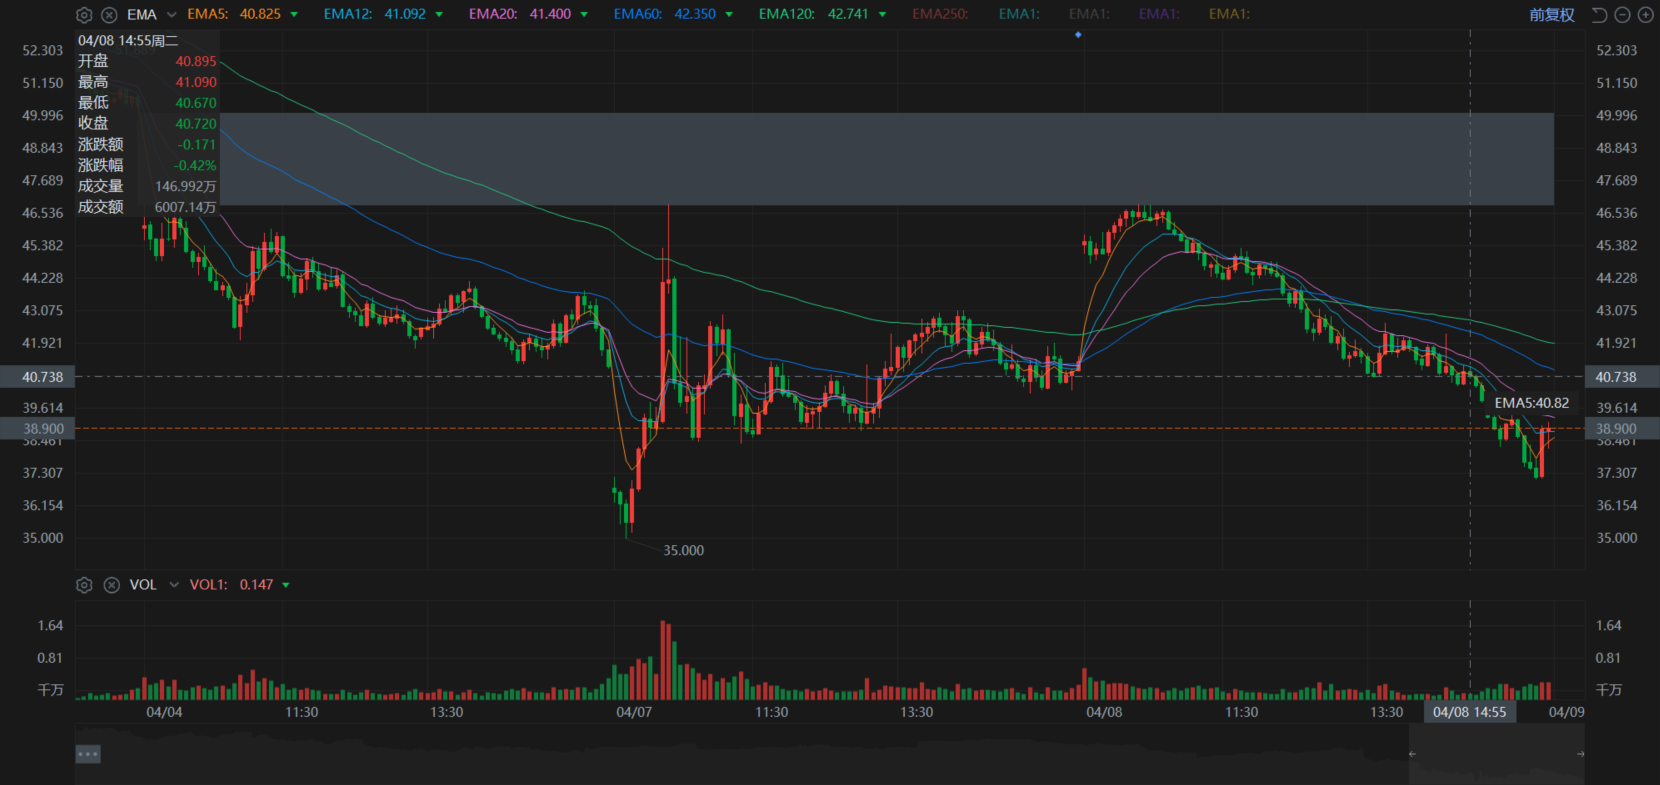 EMA EMA5: 40.825 EMA12: 41.092 EMA20: 41.400 EMA60: 42.350 EMA120: 42.741 EMA250: EMA1: EMA1: EMA1: EMA1: 前复权
04/08 14:55周二
开盘 40.895
最高 41.090
最低 40.670
收盘 40.720
涨跌额 -0.171
涨跌幅 -0.42%
成交量 146.992万
成交额 6007.14万
52.303 52.303
51.150 51.150
49.996 49.996
48.843 48.843
47.689 47.689
46.536 46.536
45.382 45.382
44.228 44.228
43.075 43.075
41.921 41.921
40.738 40.738
EMA5:40.82
39.614 39.614
38.900 38.900
38.461 38.461
37.307 37.307
36.154 36.154
35.000 35.000
35.000
VOL VOL1: 0.147
1.64 1.64
0.81 0.81
千万 千万
04/04 11:30 13:30 04/07 11:30 13:30 04/08 11:30 13:30 04/08 14:55 04/09